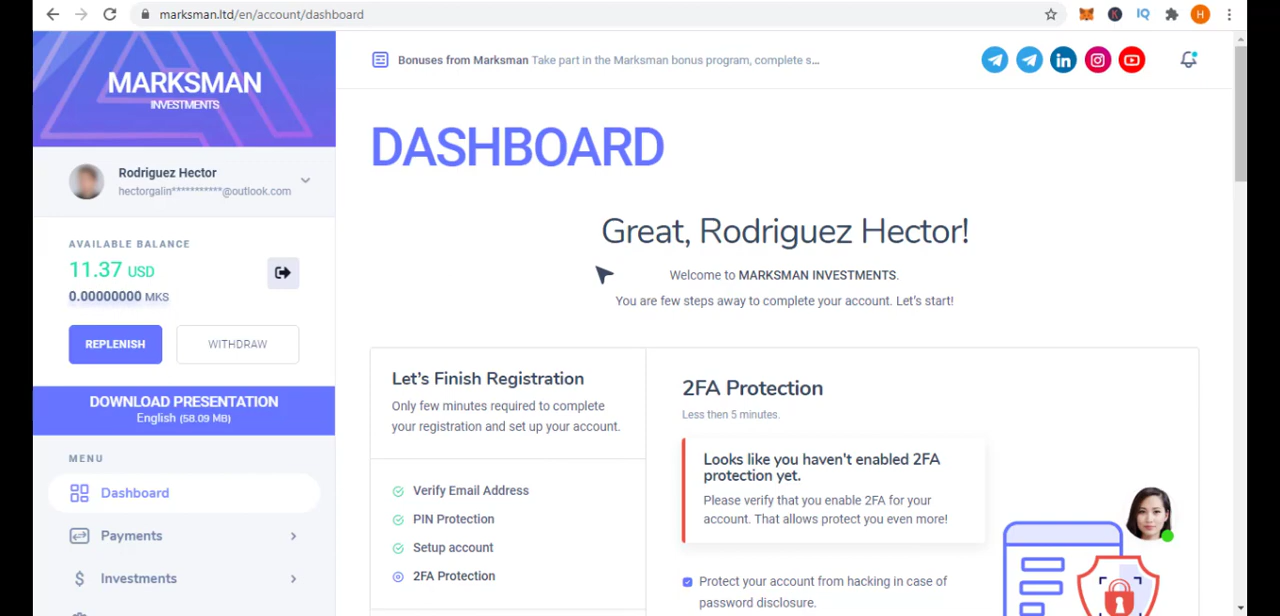 marksman.ltd/en/account/dashboard
K
IQ
H
MARKSMAN
INVESTMENTS
Bonuses from Marksman Take part in the Marksman bonus program, complete s...
in
DASHBOARD
Rodriguez Hector
hectorgalin***********@outlook.com
Great, Rodriguez Hector!
Welcome to MARKSMAN INVESTMENTS.
You are few steps away to complete your account. Let's start!
AVAILABLE BALANCE
11.37 USD
0.00000000 MKS
REPLENISH
WITHDRAW
DOWNLOAD PRESENTATION
English (58.09 MB)
MENU
Dashboard
Payments
Investments
Let's Finish Registration
Only few minutes required to complete
your registration and set up your account.
Verify Email Address
PIN Protection
Setup account
2FA Protection
2FA Protection
Less then 5 minutes.
Looks like you haven't enabled 2FA
protection yet.
Please verify that you enable 2FA for your
account. That allows protect you even more!
Protect your account from hacking in case of
password disclosure.